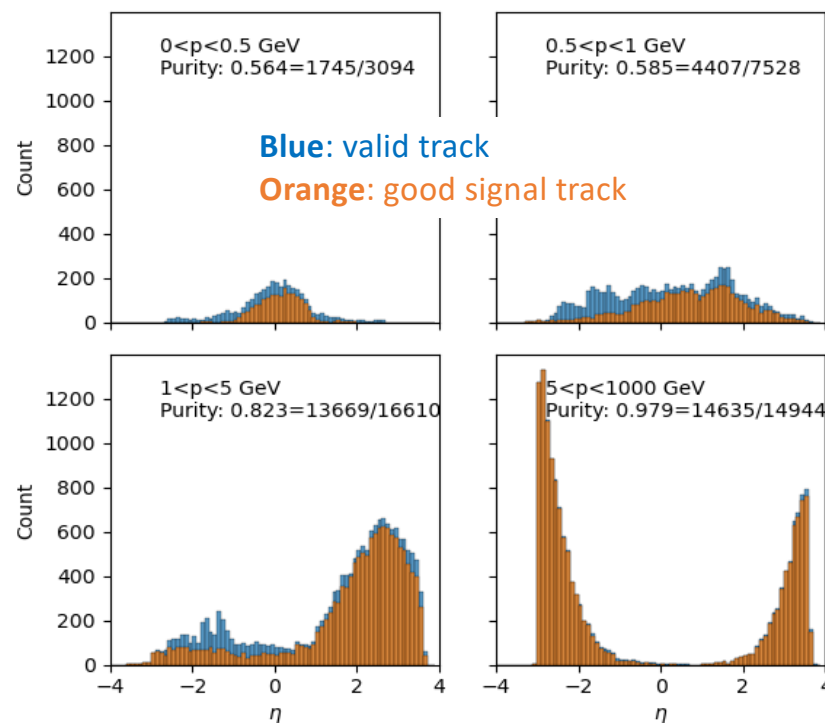 0<p<0.5 GeV
Purity: 0.564=1745/3094
0.5<p<1 GeV
Purity: 0.585=4407/7528
Blue: valid track
Orange: good signal track
Count
1200
1000
800
600
400
200
0
1<p<5 GeV
Purity: 0.823=13669/16610
5<p<1000 GeV
Purity: 0.979=14635/14944
Count
1200
1000
800
600
400
200
0
−4 −2 0 2 4
−4 −2 0 2 4
η
η